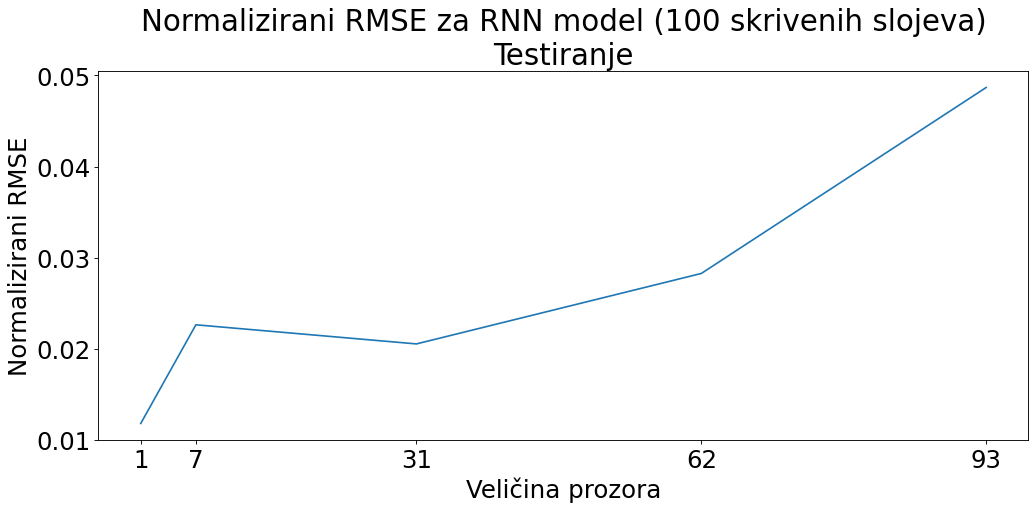 Normalizirani RMSE za RNN model (100 skrivenih slojeva)
Testiranje
Normalizirani RMSE
0.05
0.04
0.03
0.02
0.01
1 7 31 62 93
Veličina prozora